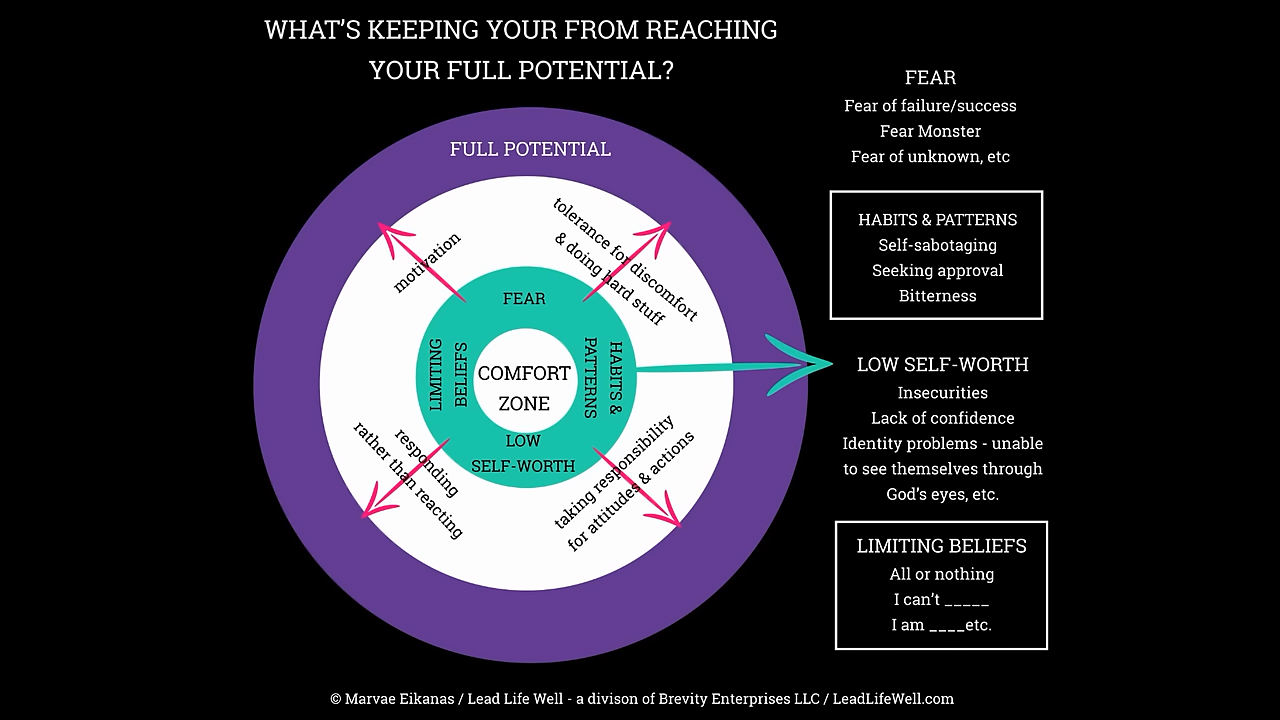 WHAT'S KEEPING YOUR FROM REACHING
YOUR FULL POTENTIAL?
FULL POTENTIAL
motivation
tolerance for discomfort
& doing hard stuff
FEAR
LIMITING
BELIEFS
COMFORT
ZONE
HABITS &
PATTERNS
LOW
SELF-WORTH
responding
rather than reacting
taking responsibility
for attitudes & actions
FEAR
Fear of failure/success
Fear Monster
Fear of unknown, etc
HABITS & PATTERNS
Self-sabotaging
Seeking approval
Bitterness
LOW SELF-WORTH
Insecurities
Lack of confidence
Identity problems - unable
to see themselves through
God's eyes, etc.
LIMITING BELIEFS
All or nothing
I can't _____
I am ____etc.
© Marvae Eikanas / Lead Life Well - a divison of Brevity Enterprises LLC / LeadLifeWell.com